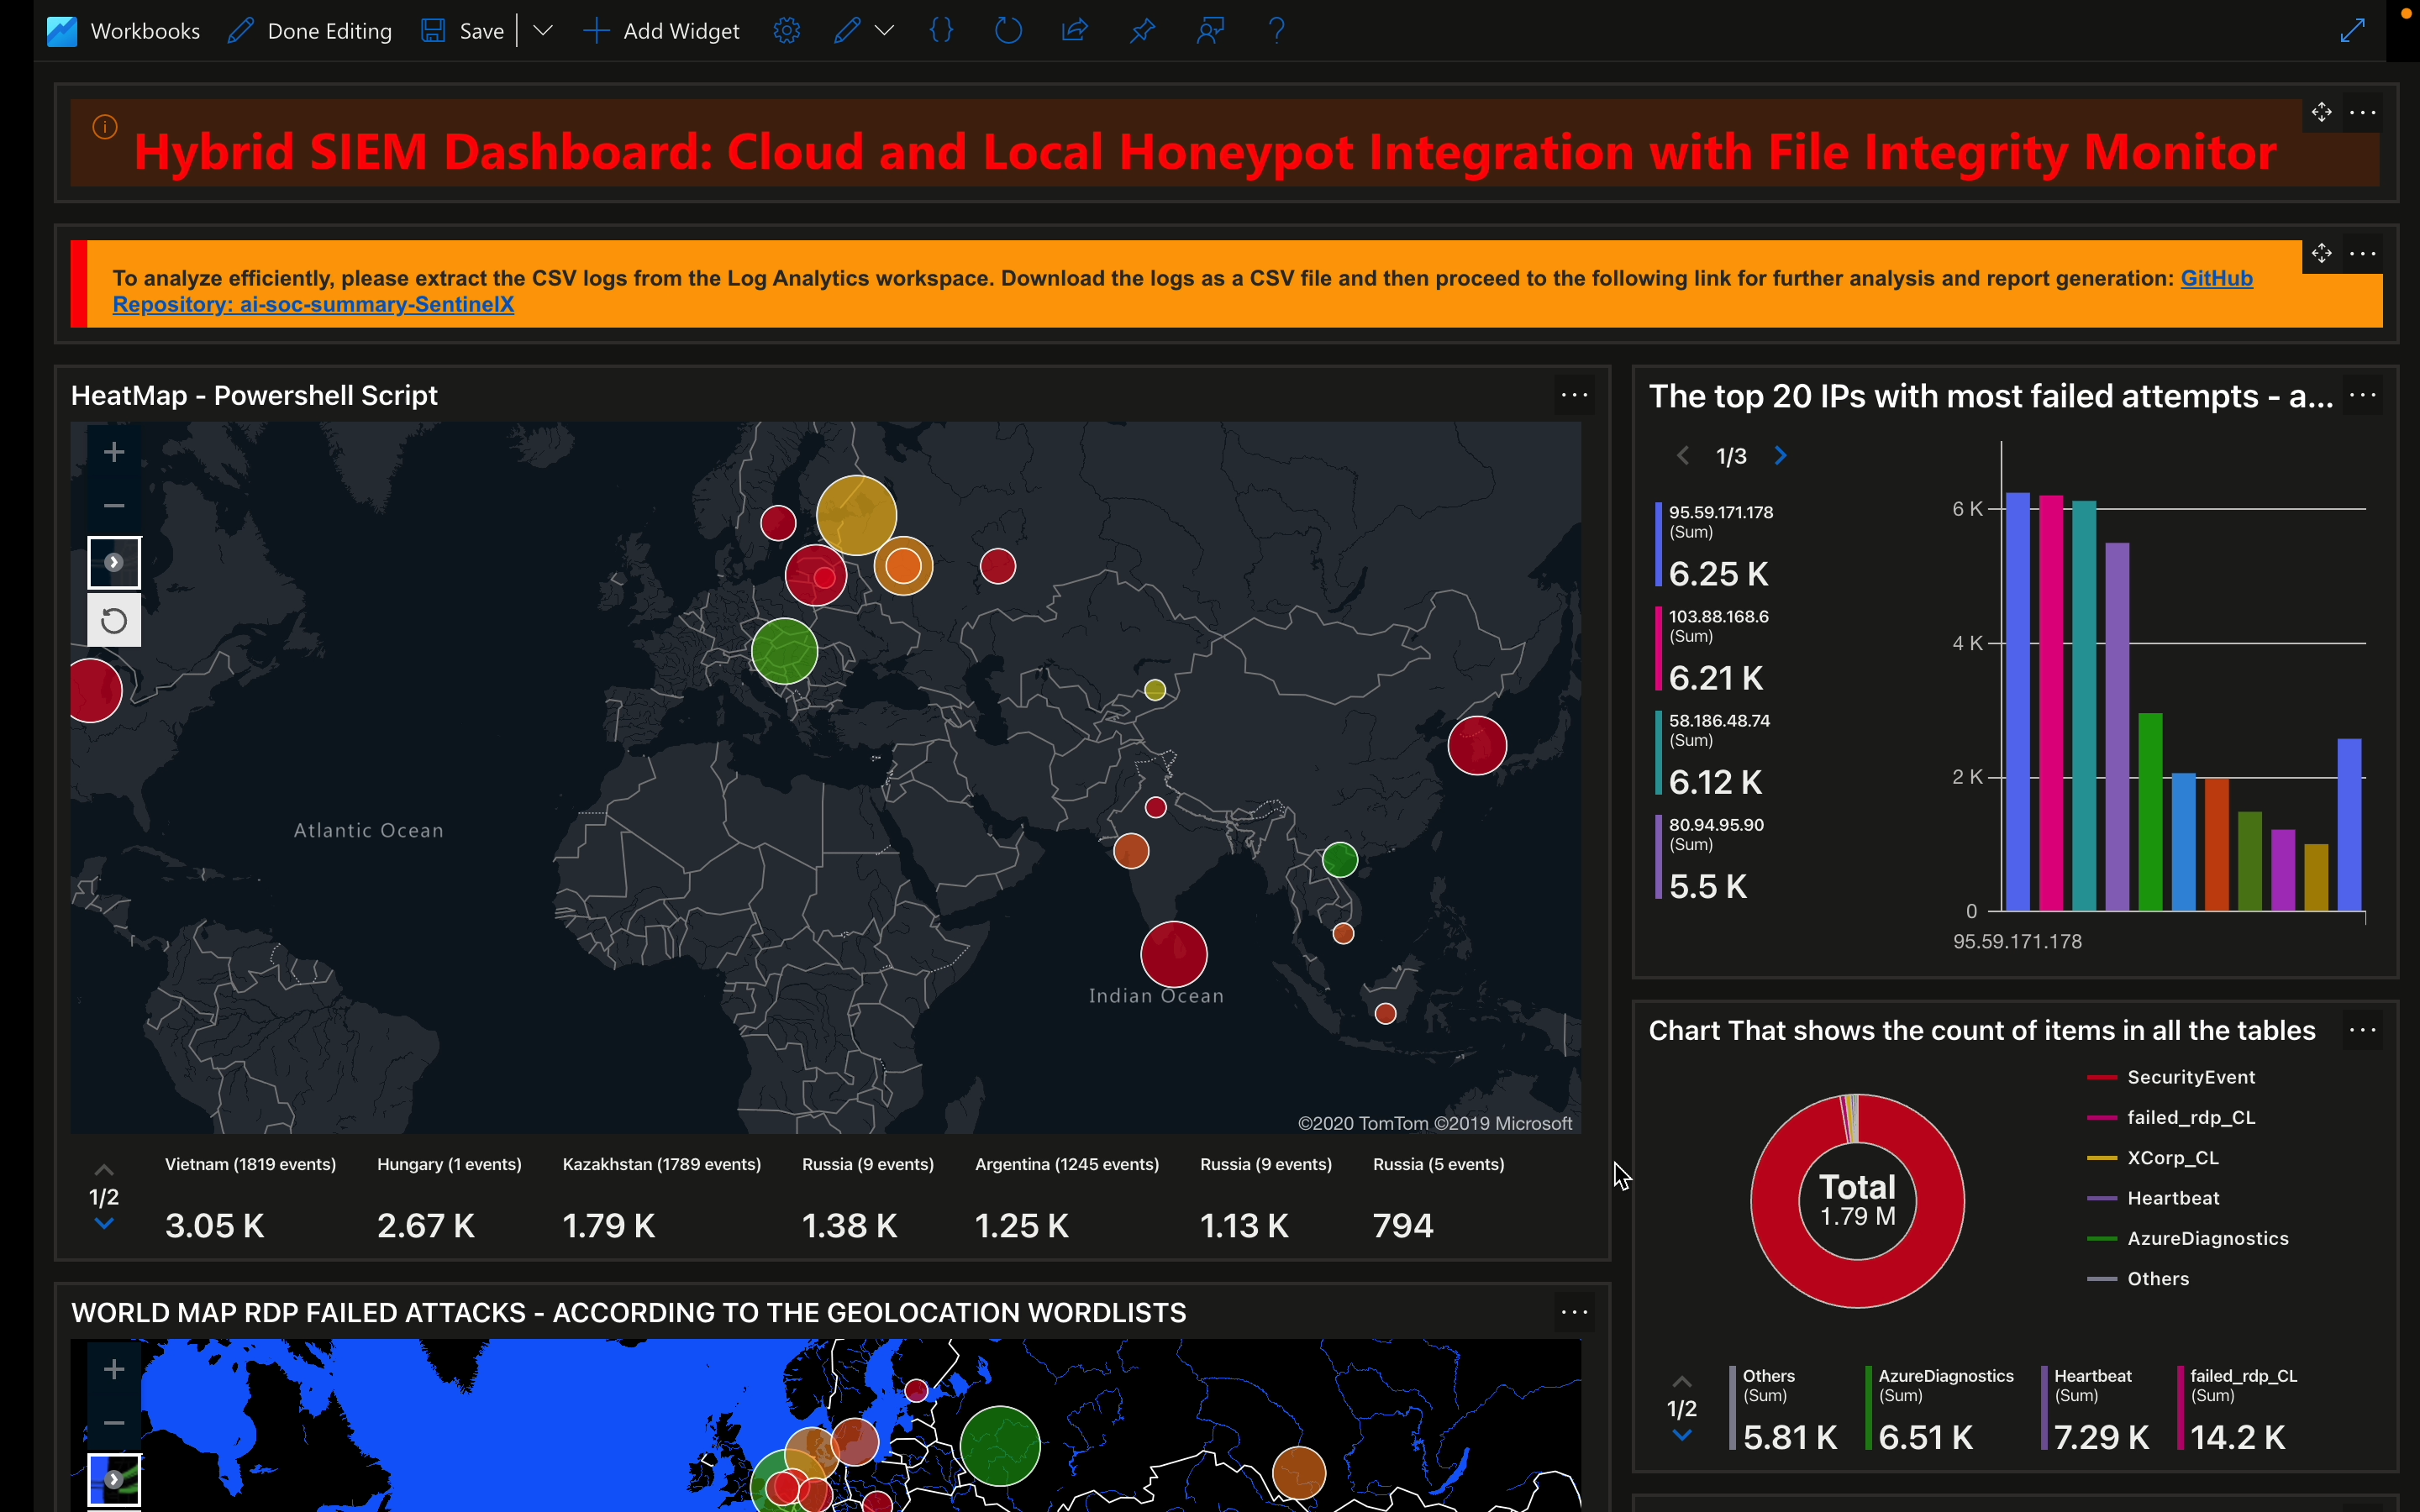 Workbooks Done Editing Save Add Widget
Hybrid SIEM Dashboard: Cloud and Local Honeypot Integration with File Integrity Monitor
To analyze efficiently, please extract the CSV logs from the Log Analytics workspace. Download the logs as a CSV file and then proceed to the following link for further analysis and report generation: GitHub
Repository: ai-soc-summary-SentinelX
HeatMap - Powershell Script
Atlantic Ocean
Indian Ocean
©2020 TomTom ©2019 Microsoft
1/2
Vietnam (1819 events)
3.05 K
Hungary (1 events)
2.67 K
Kazakhstan (1789 events)
1.79 K
Russia (9 events)
1.38 K
Argentina (1245 events)
1.25 K
Russia (9 events)
1.13 K
Russia (5 events)
794
WORLD MAP RDP FAILED ATTACKS - ACCORDING TO THE GEOLOCATION WORDLISTS
The top 20 IPs with most failed attempts - a...
1/3
95.59.171.178
(Sum)
6.25 K
103.88.168.6
(Sum)
6.21 K
58.186.48.74
(Sum)
6.12 K
80.94.95.90
(Sum)
5.5 K
6 K
4 K
2 K
0
95.59.171.178
Chart That shows the count of items in all the tables
Total
1.79 M
SecurityEvent
failed_rdp_CL
XCorp_CL
Heartbeat
AzureDiagnostics
Others
1/2
Others
(Sum)
5.81 K
AzureDiagnostics
(Sum)
6.51 K
Heartbeat
(Sum)
7.29 K
failed_rdp_CL
(Sum)
14.2 K